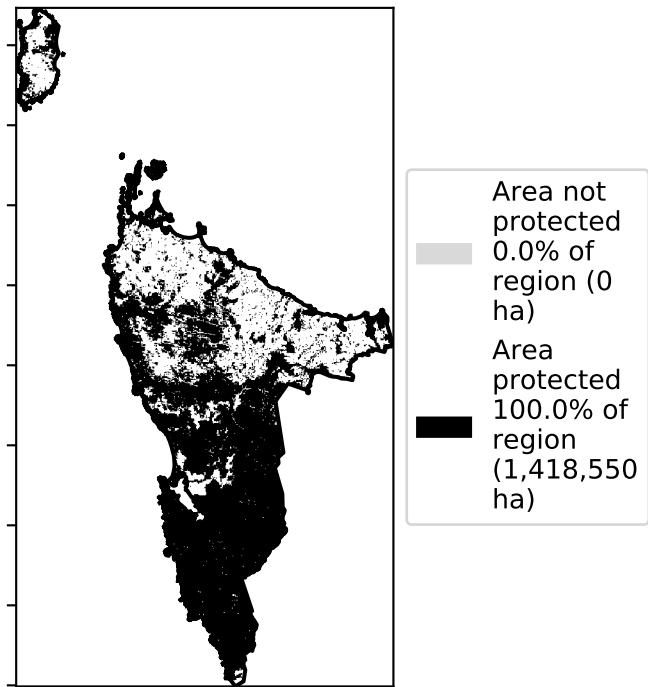 Area not
protected
0.0% of
region (0
ha)
Area
protected
100.0% of
region
(1,418,550
ha)